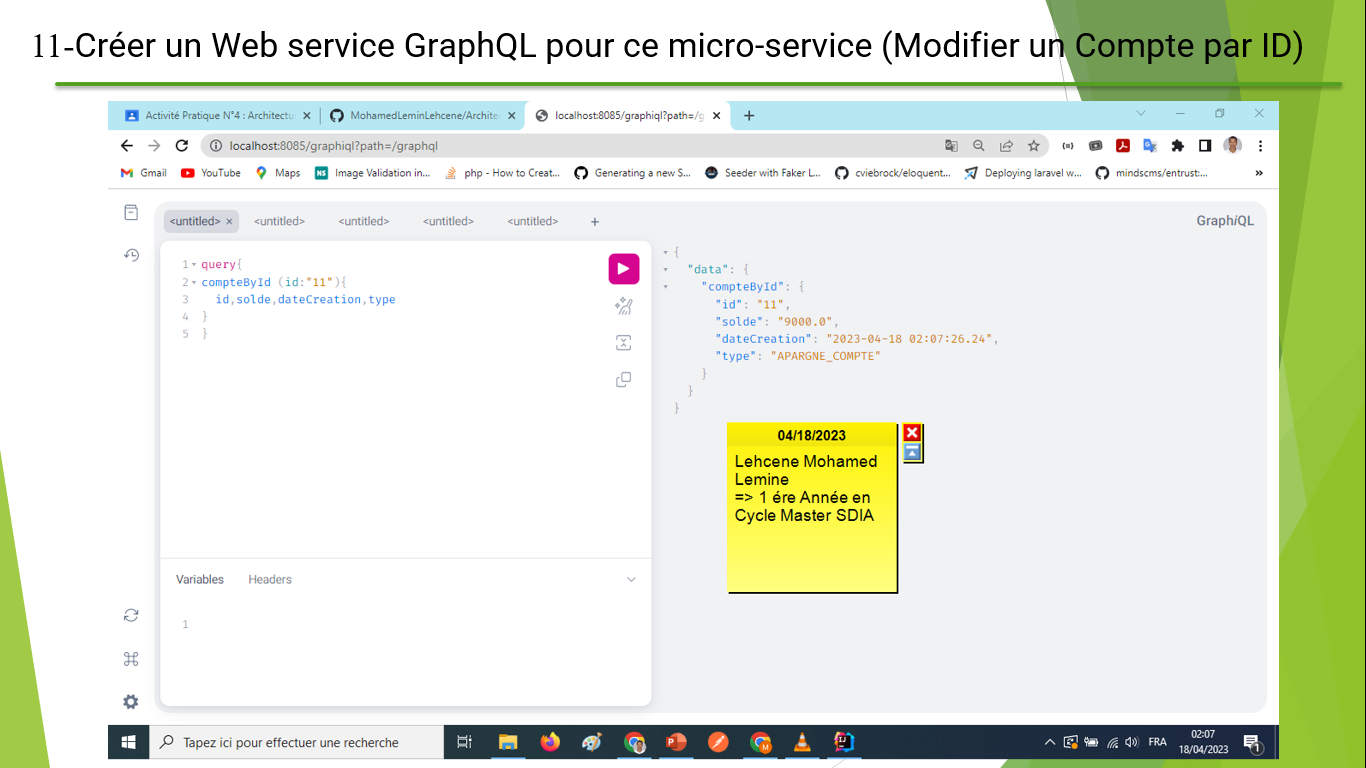 11-Créer un Web service GraphQL pour ce micro-service (Modifier un Compte par ID)
Activité Pratique N°4 : Architectu
MohamedLeminLehcene/Archite
localhost:8085/graphiql?path=/g
localhost:8085/graphiql?path=/graphql
Gmail
YouTube
Maps
Image Validation in...
php - How to Creat...
Generating a new S...
Seeder with Faker L...
cviebrock/eloquent...
Deploying laravel w...
mindscms/entrust:...
»
<untitled>
<untitled>
<untitled>
<untitled>
<untitled>
+
GraphiQL
1 query{
2 compteById (id:"11"){
3 id,solde,dateCreation,type
4 }
5 }
{
"data": {
"compteById": {
"id": "11",
"solde": "9000.0",
"dateCreation": "2023-04-18 02:07:26.24",
"type": "APARGNE_COMPTE"
}
}
}
04/18/2023
Lehcene Mohamed
Lemine
=> 1 ére Année en
Cycle Master SDIA
Variables
Headers
1
Tapez ici pour effectuer une recherche
FRA
02:07
18/04/2023
1